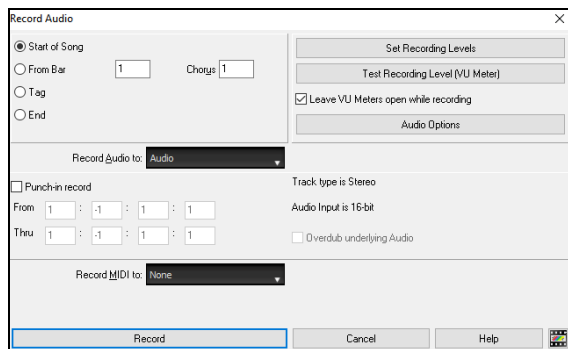 Record Audio
Start of Song
From Bar 1 Chorus 1
Tag
End
Set Recording Levels
Test Recording Level (VU Meter)
Leave VU Meters open while recording
Audio Options
Record Audio to: Audio
Punch-in record
From 1 : -1 : 1 : 1
Thru 1 : -1 : 1 : 1
Track type is Stereo
Audio Input is 16-bit
Overdub underlying Audio
Record MIDI to: None
Record Cancel Help